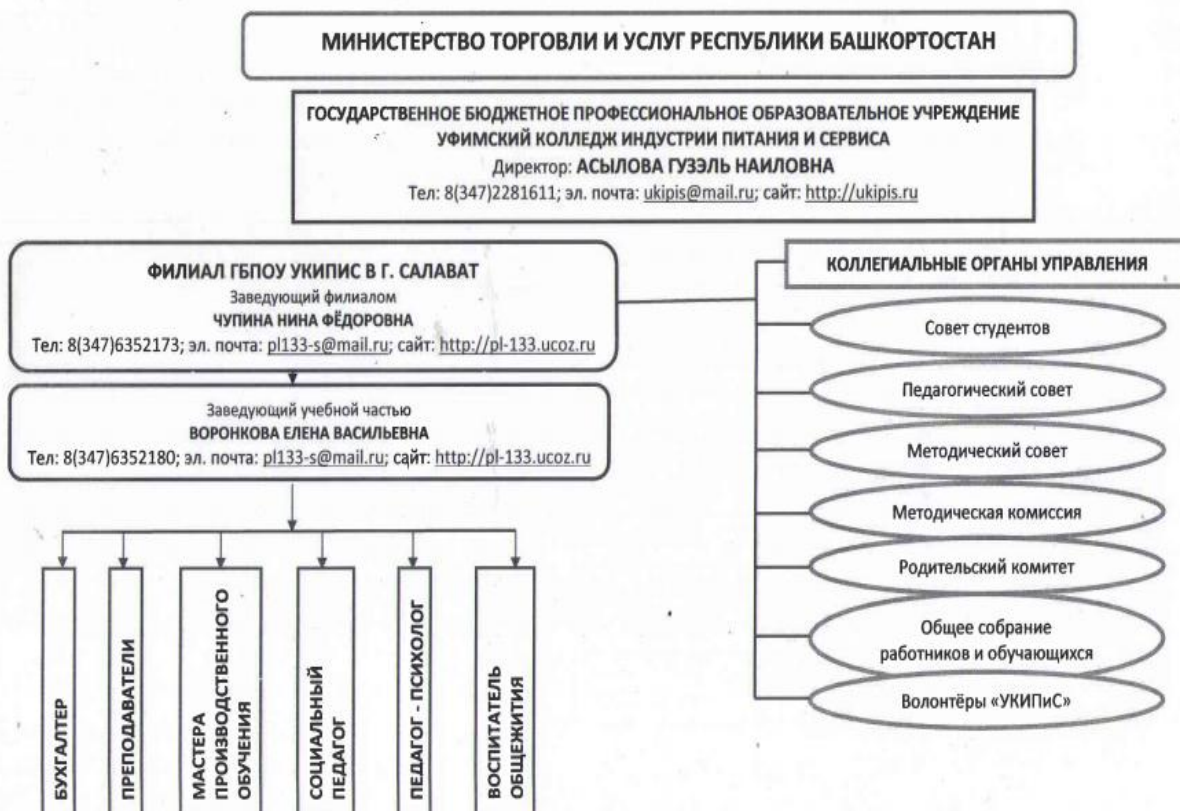 МИНИСТЕРСТВО ТОРГОВЛИ И УСЛУГ РЕСПУБЛИКИ БАШКОРТОСТАН
ГОСУДАРСТВЕННОЕ БЮДЖЕТНОЕ ПРОФЕССИОНАЛЬНОЕ ОБРАЗОВАТЕЛЬНОЕ УЧРЕЖДЕНИЕ
УФИМСКИЙ КОЛЛЕДЖ ИНДУСТРИИ ПИТАНИЯ И СЕРВИСА
Директор: АСЫЛОВА ГУЗЭЛЬ НАИЛОВНА
Тел: 8(347)2281611; эл. почта: ukipis@mail.ru; сайт: http://ukipis.ru
ФИЛИАЛ ГБПОУ УКИПИС В Г. САЛАВАТ
Заведующий филиалом
ЧУПИНА НИНА ФЁДОРОВНА
Тел: 8(347)6352173; эл. почта: pl133-s@mail.ru; сайт: http://pl-133.ucoz.ru
Заведующий учебной частью
ВОРОНКОВА ЕЛЕНА ВАСИЛЬЕВНА
Тел: 8(347)6352180; эл. почта: pl133-s@mail.ru; сайт: http://pl-133.ucoz.ru
БУХГАЛТЕР
ПРЕПОДАВАТЕЛИ
МАСТЕРА
ПРОИЗВОДСТВЕННОГО
ОБУЧЕНИЯ
СОЦИАЛЬНЫЙ
ПЕДАГОГ
ПЕДАГОГ - ПСИХОЛОГ
ВОСПИТАТЕЛЬ
ОБЩЕЖИТИЯ
КОЛЛЕГИАЛЬНЫЕ ОРГАНЫ УПРАВЛЕНИЯ
Совет студентов
Педагогический совет
Методический совет
Методическая комиссия
Родительский комитет
Общее собрание
работников и обучающихся
Волонтёры «УКИПиС»